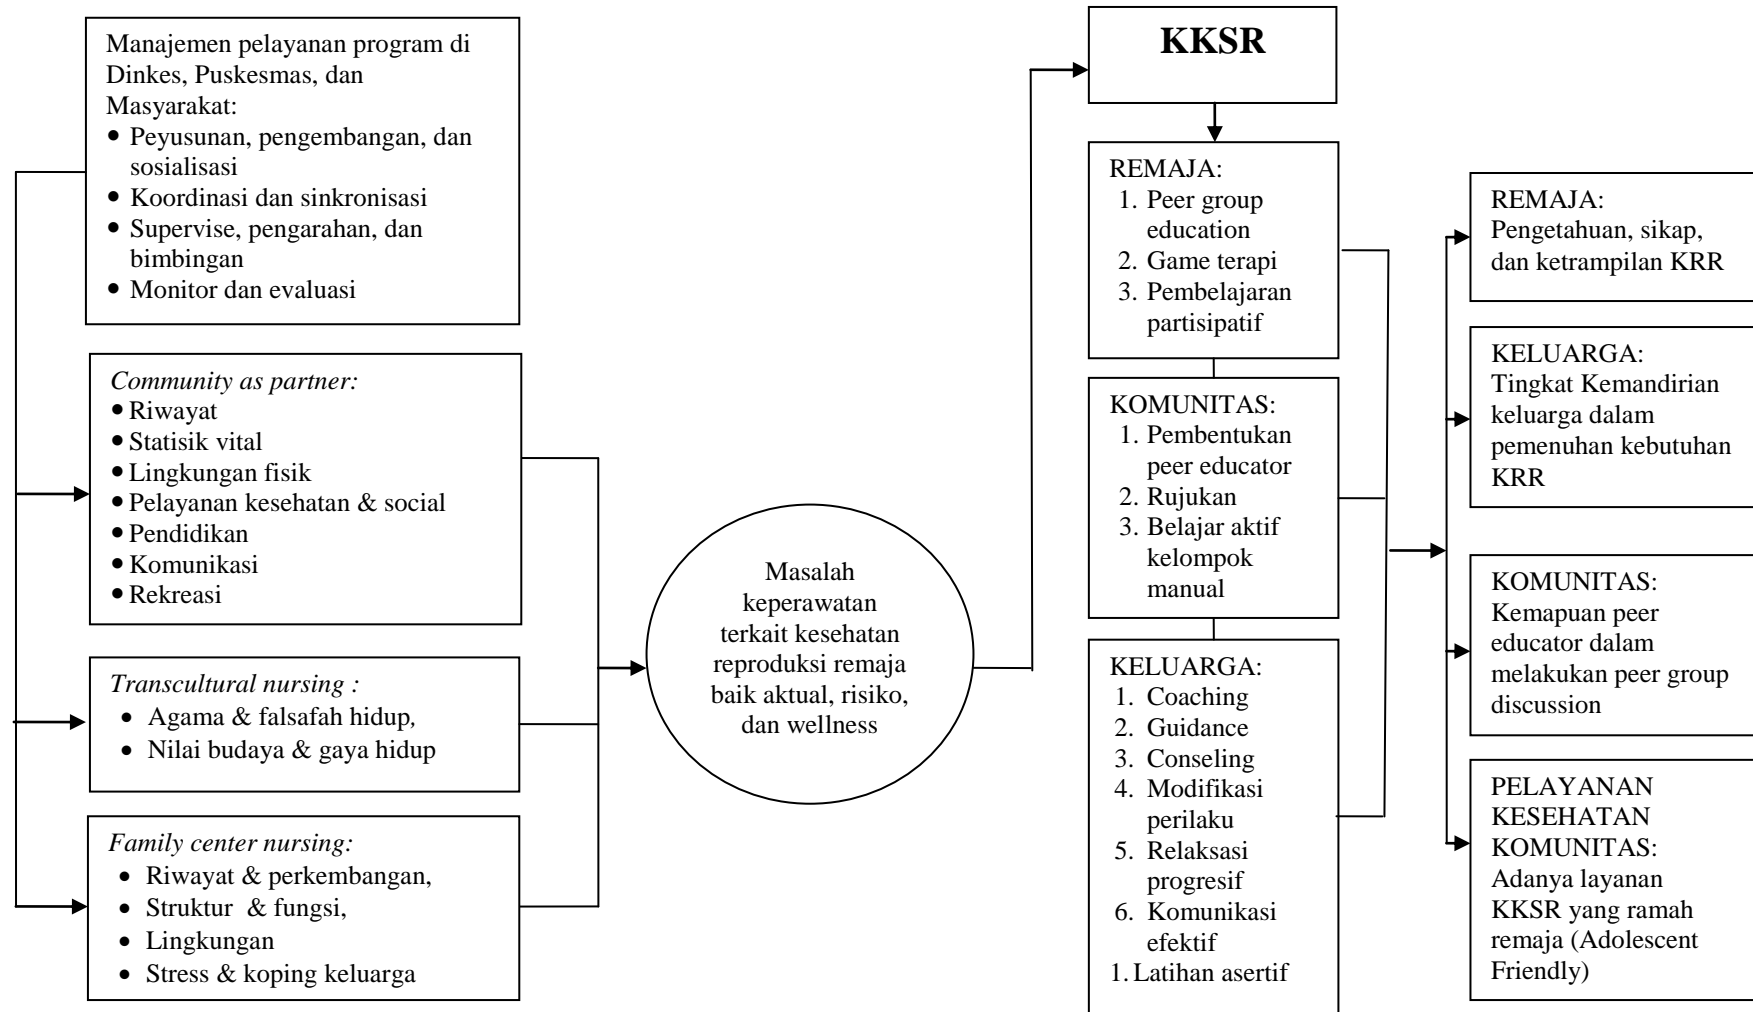 Manajemen pelayanan program di
Dinkes, Puskesmas, dan
Masyarakat:
• Peyusunan, pengembangan, dan
sosialisasi
• Koordinasi dan sinkronisasi
• Supervise, pengarahan, dan
bimbingan
• Monitor dan evaluasi
Community as partner:
• Riwayat
• Statisik vital
• Lingkungan fisik
• Pelayanan kesehatan & social
• Pendidikan
• Komunikasi
• Rekreasi
Transcultural nursing :
• Agama & falsafah hidup,
• Nilai budaya & gaya hidup
Family center nursing:
• Riwayat & perkembangan,
• Struktur & fungsi,
• Lingkungan
• Stress & koping keluarga
Masalah
keperawatan
terkait kesehatan
reproduksi remaja
baik aktual, risiko,
dan wellness
KKSR
REMAJA:
1. Peer group
education
2. Game terapi
3. Pembelajaran
partisipatif
KOMUNITAS:
1. Pembentukan
peer educator
2. Rujukan
3. Belajar aktif
kelompok
manual
KELUARGA:
1. Coaching
2. Guidance
3. Conseling
4. Modifikasi
perilaku
5. Relaksasi
progresif
6. Komunikasi
efektif
1. Latihan asertif
REMAJA:
Pengetahuan, sikap,
dan ketrampilan KRR
KELUARGA:
Tingkat Kemandirian
keluarga dalam
pemenuhan kebutuhan
KRR
KOMUNITAS:
Kemapuan peer
educator dalam
melakukan peer group
discussion
PELAYANAN
KESEHATAN
KOMUNITAS:
Adanya layanan
KKSR yang ramah
remaja (Adolescent
Friendly)